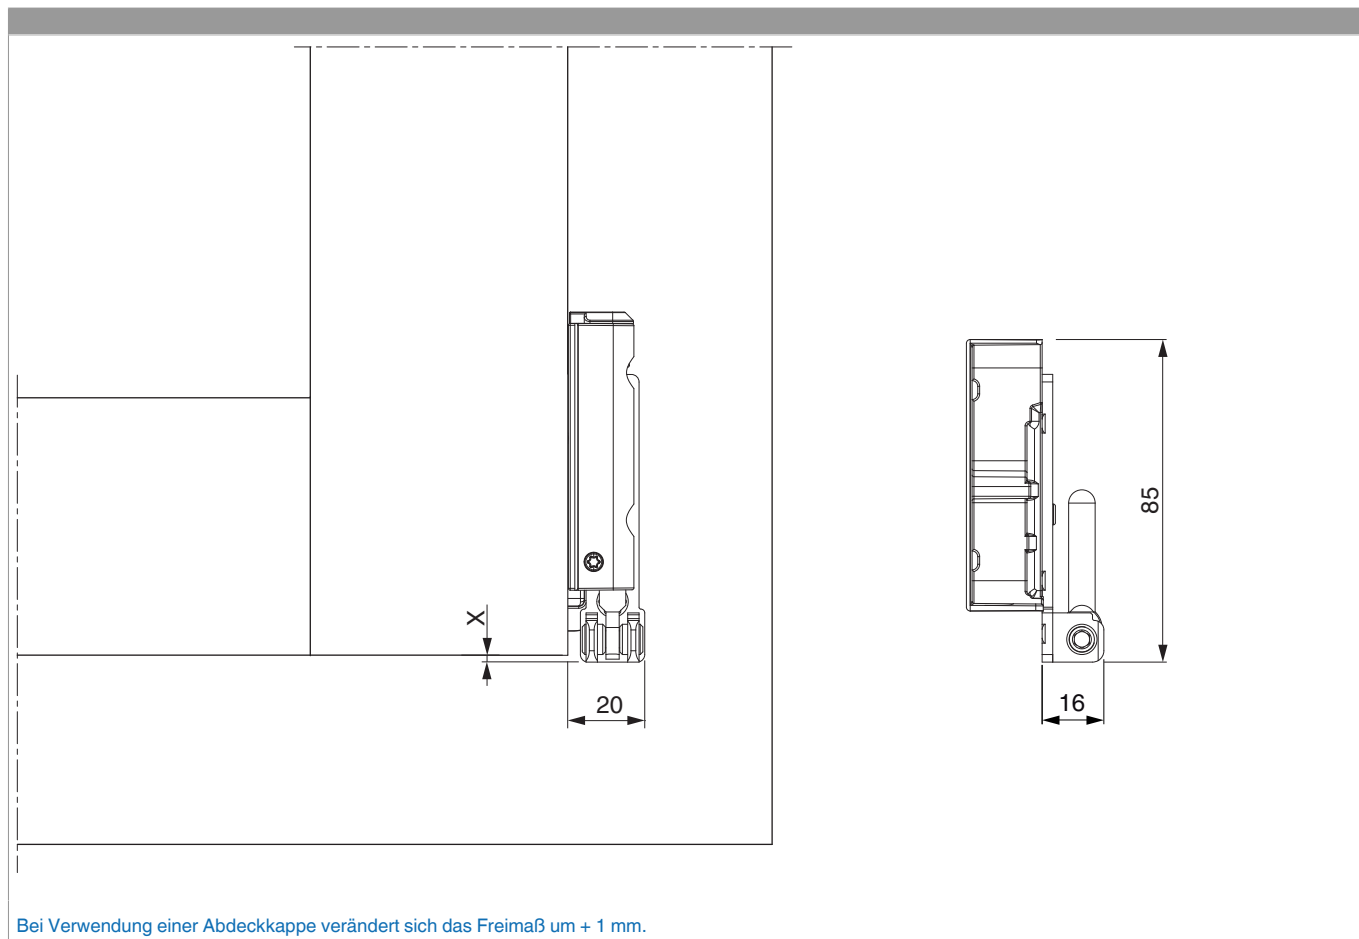 X
85
20
16
Bei Verwendung einer Abdeckkappe verändert sich das Freimaß um + 1 mm.